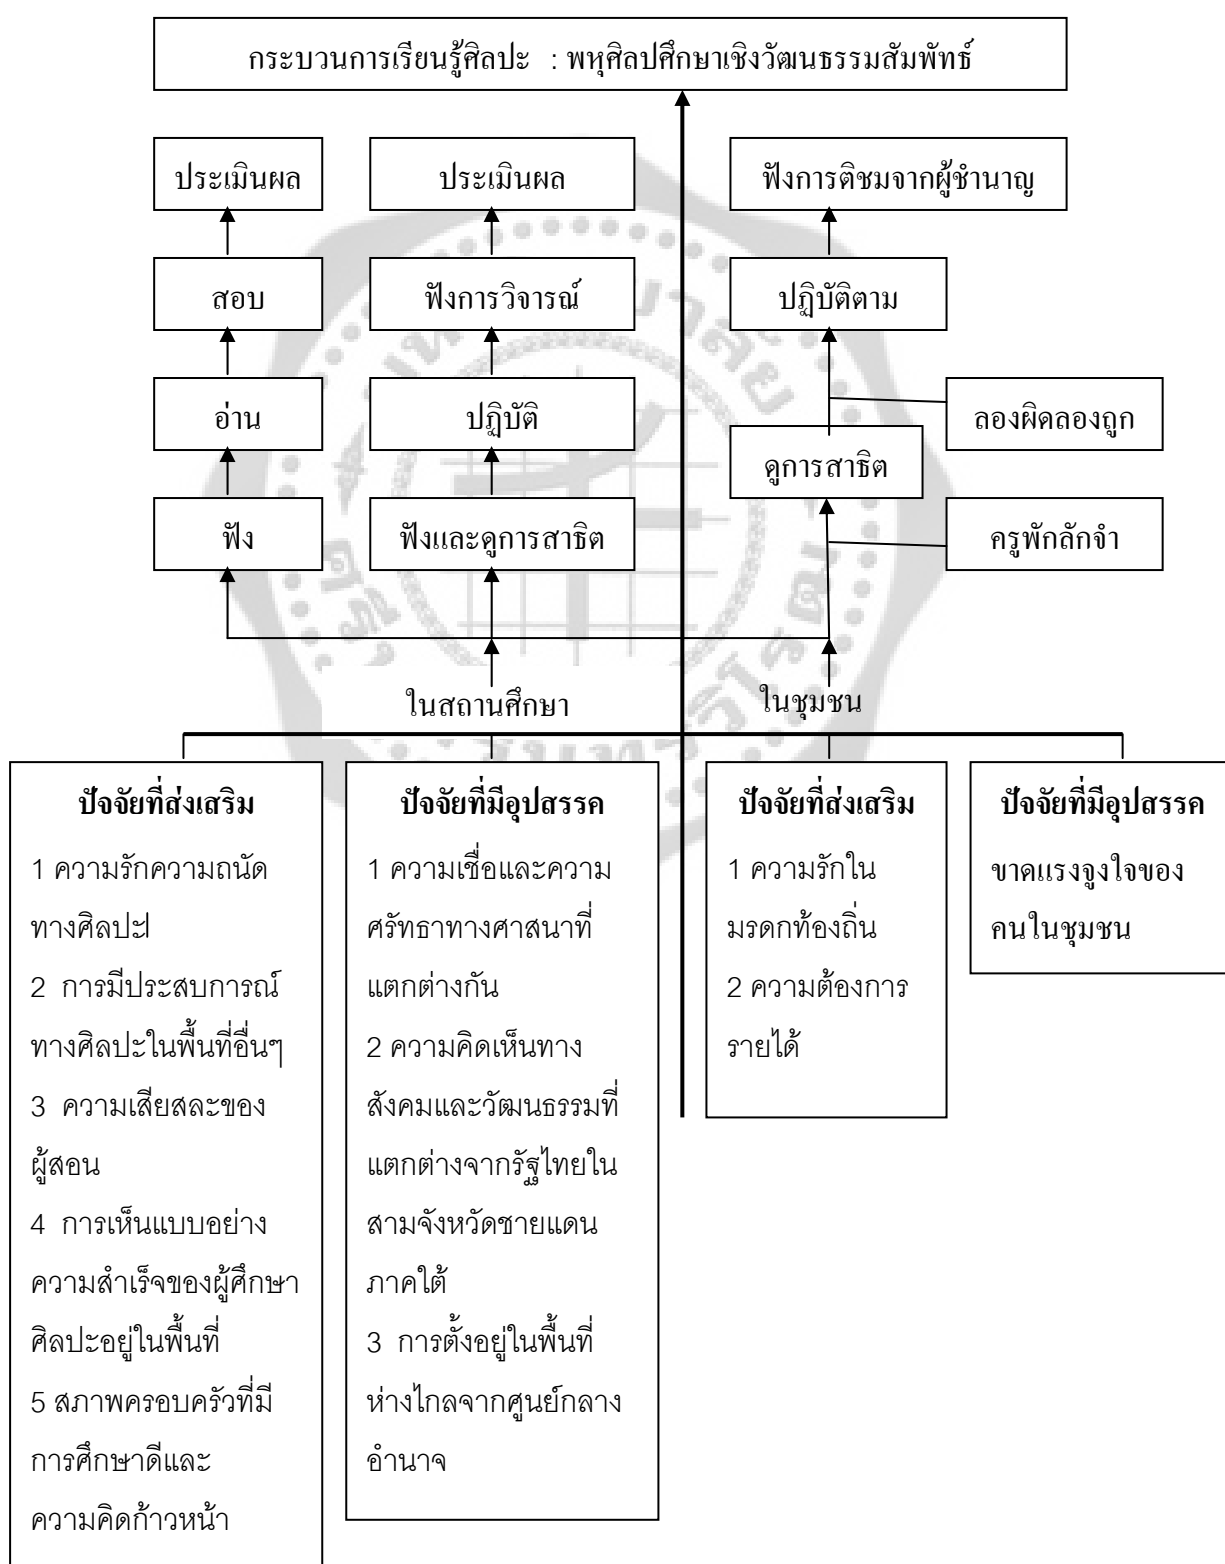 กระบวนการเรียนรู้ศิลปะ : พหุศิลปศึกษาเชิงวัฒนธรรมสัมพัทธ์
ประเมินผล
ประเมินผล
ฟังการติชมจากผู้ชำนาญ
สอบ
ฟังการวิจารณ์
ปฏิบัติตาม
อ่าน
ปฏิบัติ
ลองผิดลองถูก
ดูการสาธิต
ฟัง
ฟังและดูการสาธิต
ครูพักลักจำ
ในสถานศึกษา
ในชุมชน
ปัจจัยที่ส่งเสริม
1 ความรักความถนัด
ทางศิลปะ
2 การมีประสบการณ์
ทางศิลปะในพื้นที่อื่นๆ
3 ความเสียสละของ
ผู้สอน
4 การเห็นแบบอย่าง
ความสำเร็จของผู้ศึกษา
ศิลปะอยู่ในพื้นที่
5 สภาพครอบครัวที่มี
การศึกษาดีและ
ความคิดก้าวหน้า
ปัจจัยที่มีอุปสรรค
1 ความเชื่อและความ
ศรัทธาทางศาสนาที่
แตกต่างกัน
2 ความคิดเห็นทาง
สังคมและวัฒนธรรมที่
แตกต่างจากรัฐไทยใน
สามจังหวัดชายแดน
ภาคใต้
3 การตั้งอยู่ในพื้นที่
ห่างไกลจากศูนย์กลาง
อำนาจ
ปัจจัยที่ส่งเสริม
1 ความรักใน
มรดกท้องถิ่น
2 ความต้องการ
รายได้
ปัจจัยที่มีอุปสรรค
ขาดแรงจูงใจของ
คนในชุมชน